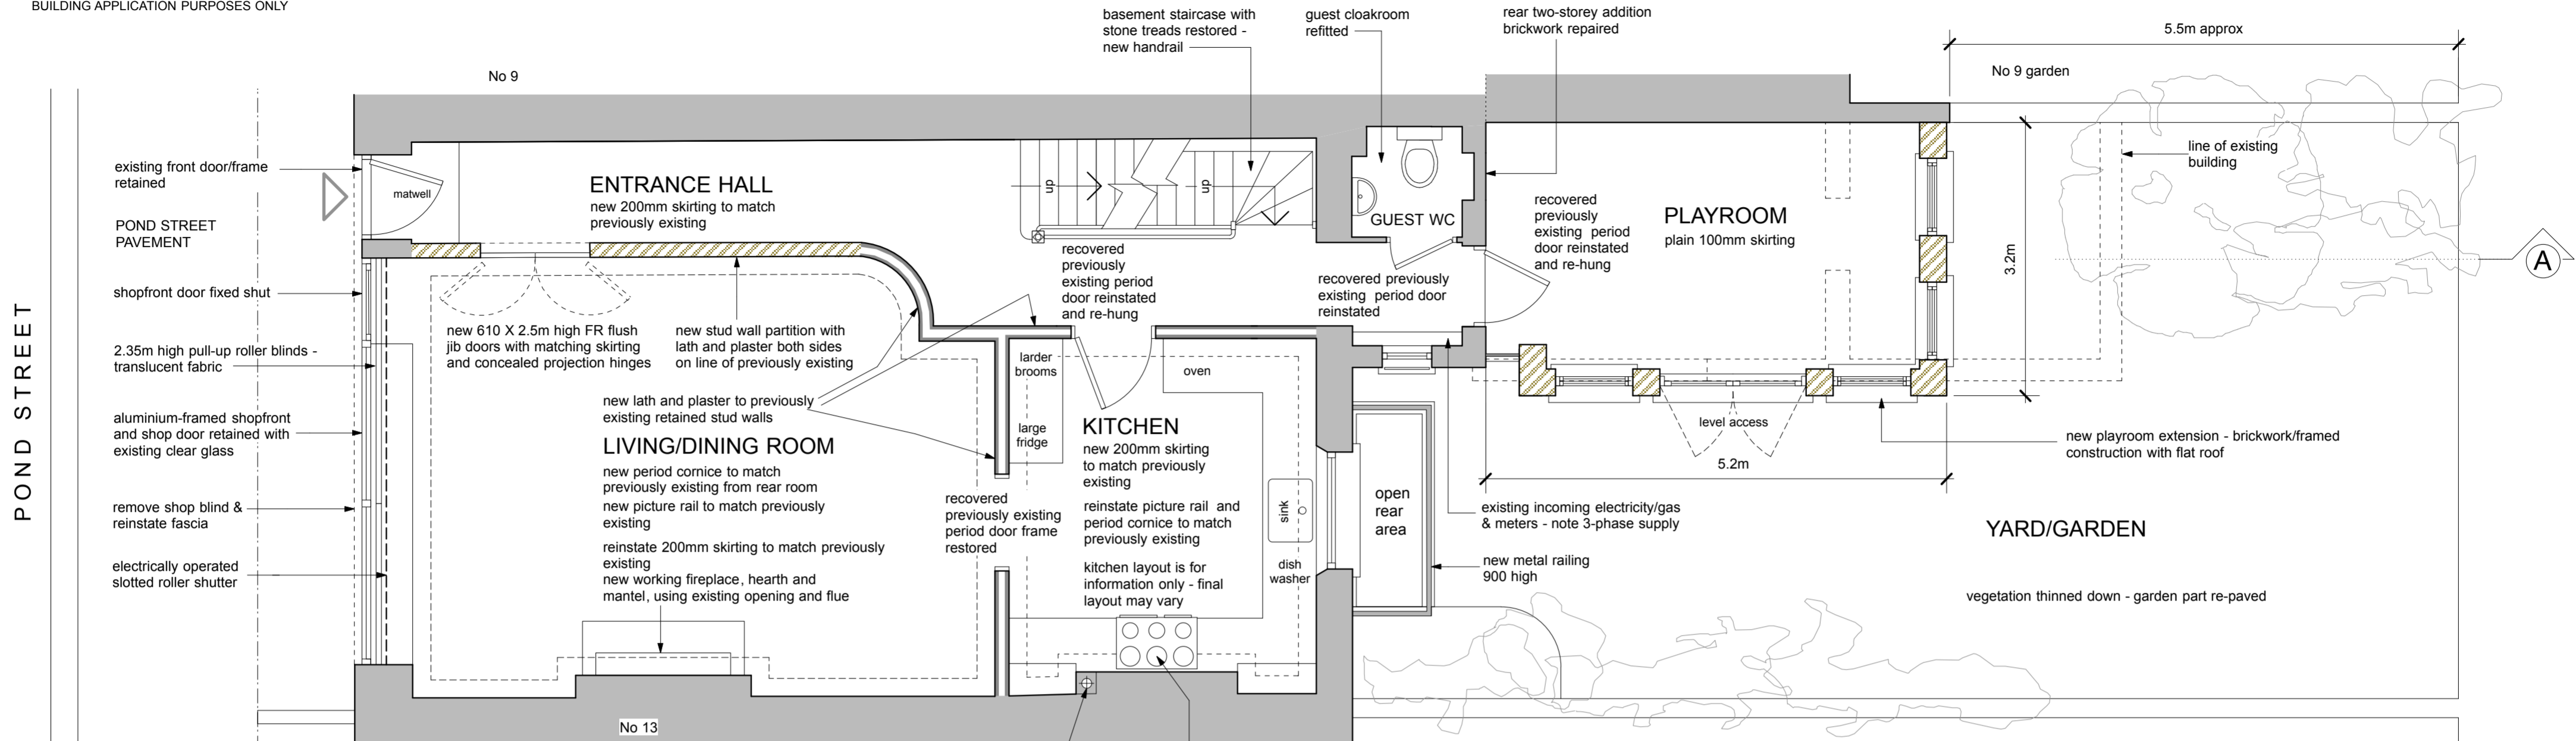 BUILDING APPLICATION PURPOSES ONLY
basement staircase with
stone treads restored -
new handrail
guest cloakroom
refitted
rear two-storey addition
brickwork repaired
5.5m approx
No 9
No 9 garden
existing front door/frame
retained
matwell
POND STREET
PAVEMENT
ENTRANCE HALL
new 200mm skirting to match
previously existing
up
up
GUEST WC
recovered
previously
existing period
door reinstated
and re-hung
PLAYROOM
plain 100mm skirting
line of existing
building
3.2m
A
shopfront door fixed shut
recovered
previously
existing period
door reinstated
and re-hung
recovered previously
existing period door
reinstated
new 610 X 2.5m high FR flush
jib doors with matching skirting
and concealed projection hinges
new stud wall partition with
lath and plaster both sides
on line of previously existing
2.35m high pull-up roller blinds -
translucent fabric
larder
brooms
oven
new lath and plaster to previously
existing retained stud walls
POND STREET
aluminium-framed shopfront
and shop door retained with
existing clear glass
LIVING/DINING ROOM
new period cornice to match
previously existing from rear room
new picture rail to match previously
existing
reinstate 200mm skirting to match previously
existing
new working fireplace, hearth and
mantel, using existing opening and flue
large
fridge
KITCHEN
new 200mm skirting
to match previously
existing
reinstate picture rail and
period cornice to match
previously existing
kitchen layout is for
information only - final
layout may vary
level access
5.2m
new playroom extension - brickwork/framed
construction with flat roof
recovered
previously existing
period door frame
restored
sink
dish
washer
open
rear
area
existing incoming electricity/gas
& meters - note 3-phase supply
new metal railing
900 high
YARD/GARDEN
vegetation thinned down - garden part re-paved
remove shop blind &
reinstate fascia
electrically operated
slotted roller shutter
No 13